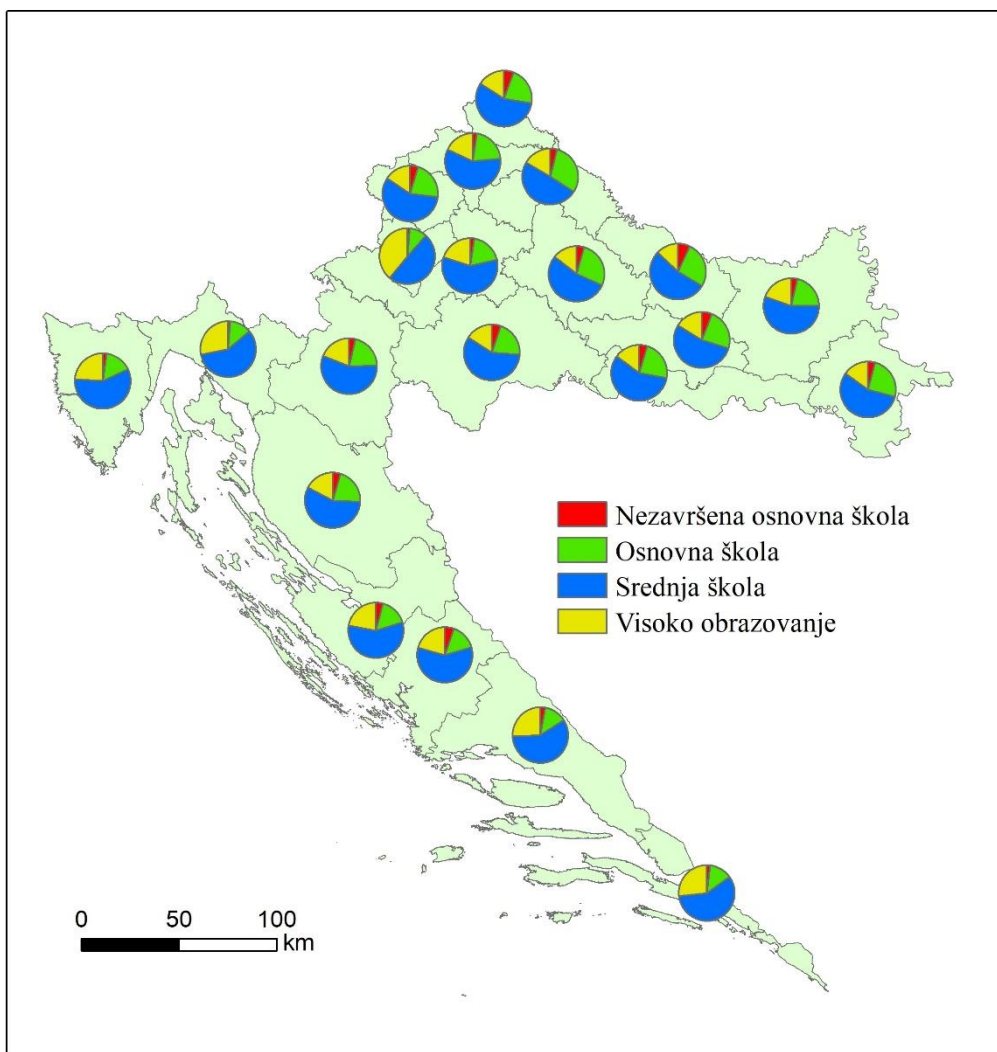 Nezavršena osnovna škola
Osnovna škola
Srednja škola
Visoko obrazovanje
0 50 100
km